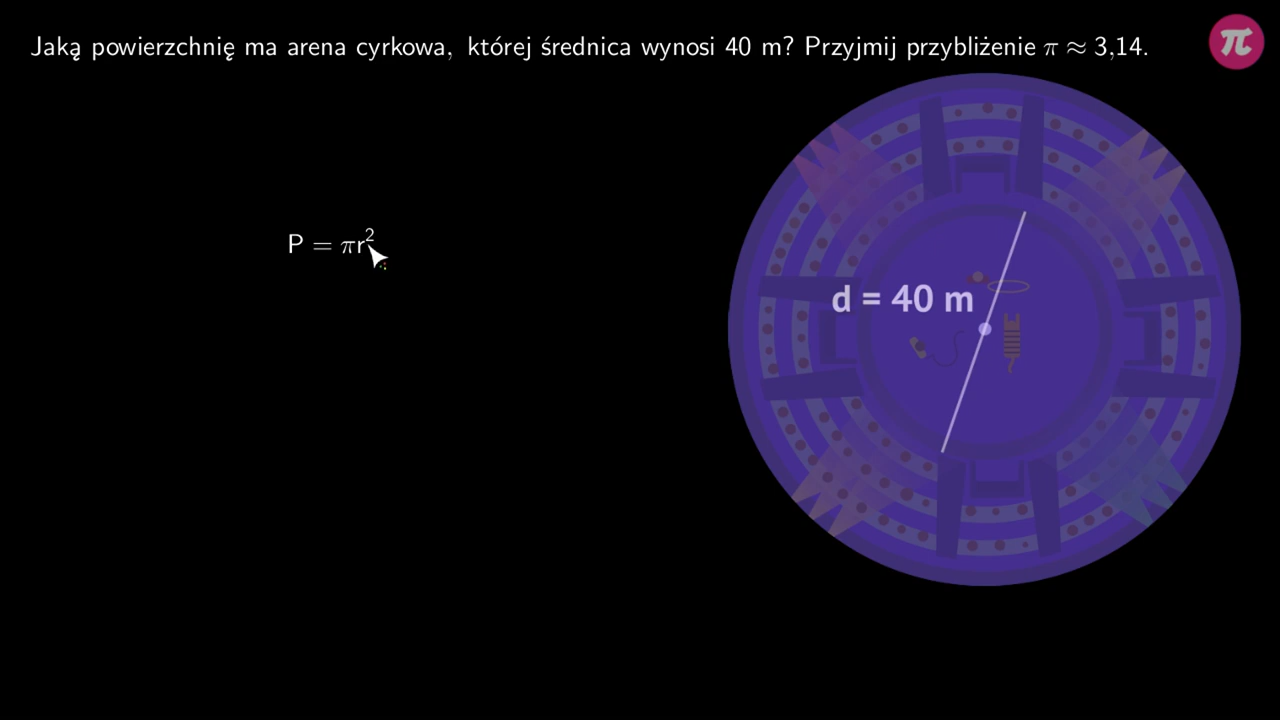 Jaką powierzchnię ma arena cyrkowa, której średnica wynosi 40 m? Przyjmij przybliżenie π ≈ 3,14.
π
P = πr²
d = 40 m